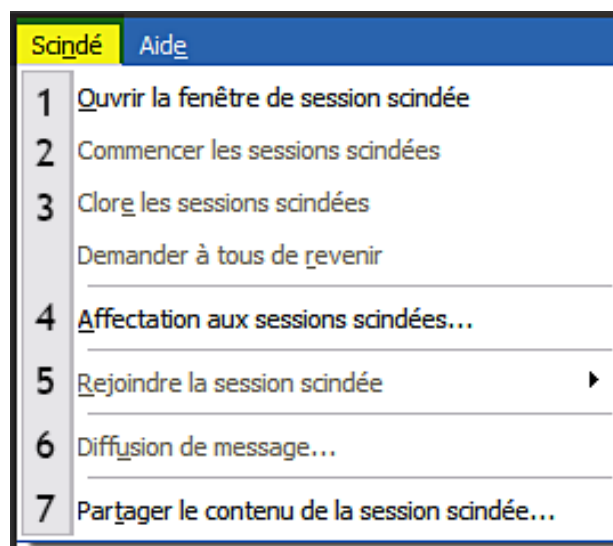 Scindé Aide
1 Ouvrir la fenêtre de session scindée
2 Commencer les sessions scindées
3 Clore les sessions scindées
Demander à tous de revenir
4 Affectation aux sessions scindées...
5 Rejoindre la session scindée
6 Diffusion de message...
7 Partager le contenu de la session scindée...